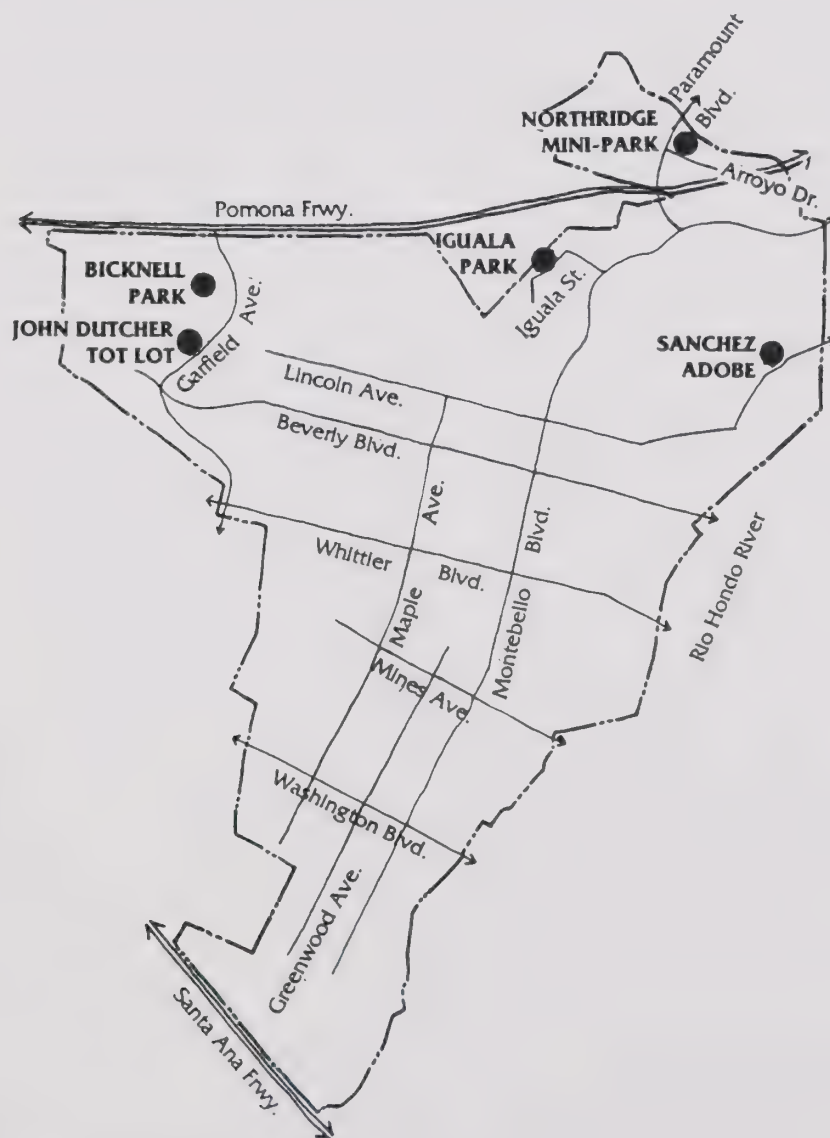 Paramount
Blvd.
NORTHRIDGE
MINI-PARK
Arroyo Dr.
Pomona Frwy.
IGUALA
PARK
Iguala St.
BICKNELL
PARK
Ave.
JOHN DUTCHER
TOT LOT
Garfield
SANCHEZ
ADOBE
Lincoln Ave.
Beverly Blvd.
Ave.
Blvd.
Whittier
Blvd.
Rio Hondo River
Maple
Montebello
Mines Ave.
Washington Blvd.
Greenwood Ave.
Santa Ana Frwy.